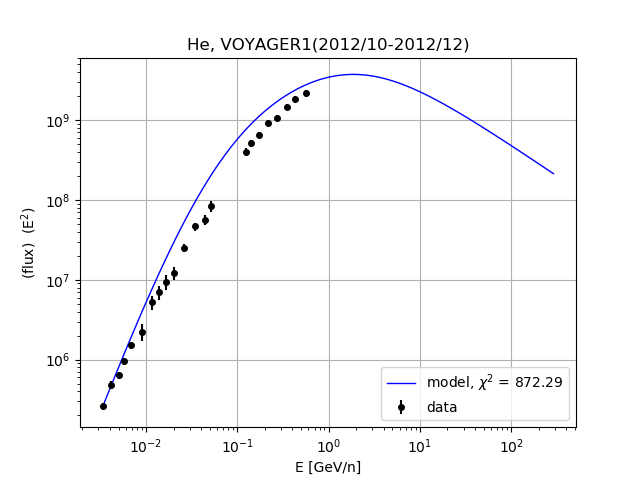 He, VOYAGER1(2012/10-2012/12)
(flux) (E²)
10⁹
10⁸
10⁷
10⁶
10⁻² 10⁻¹ 10⁰ 10¹ 10²
E [GeV/n]
model, χ² = 872.29
data